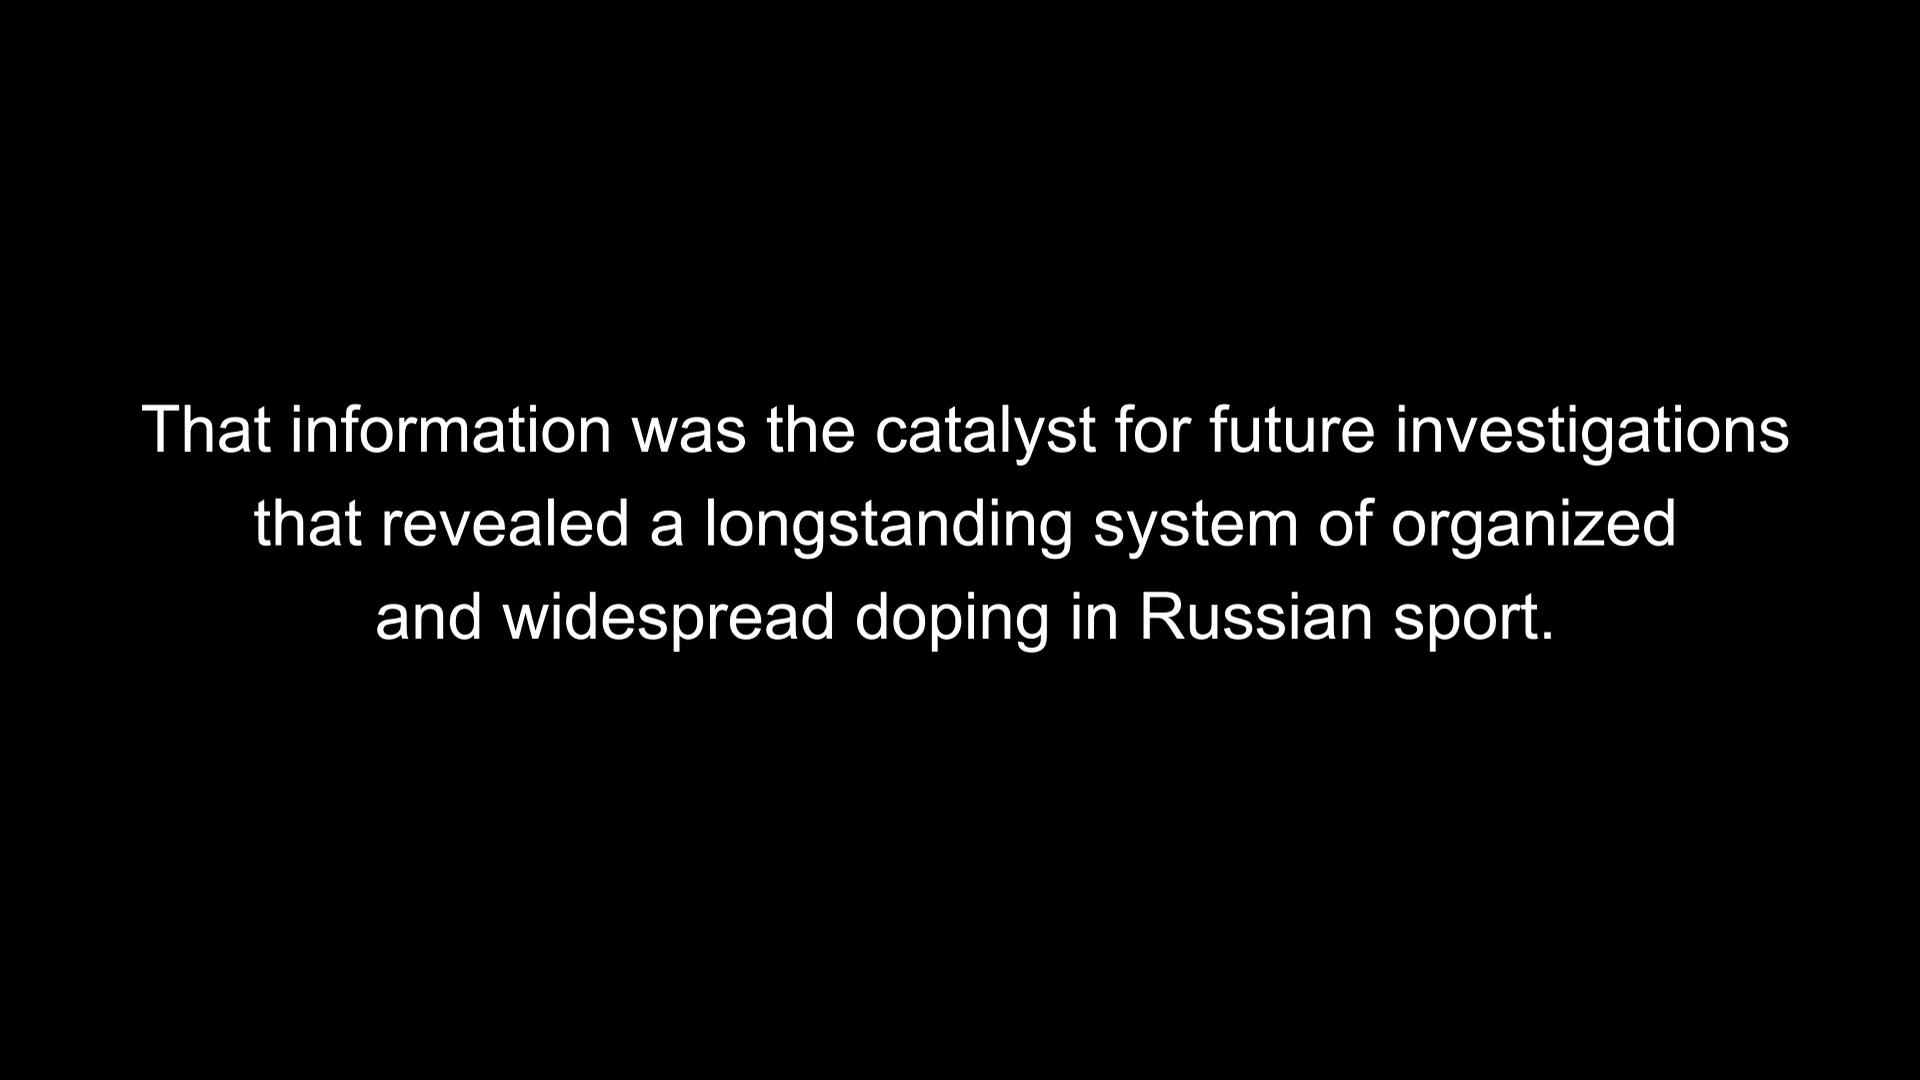 That information was the catalyst for future investigations
that revealed a longstanding system of organized
and widespread doping in Russian sport.